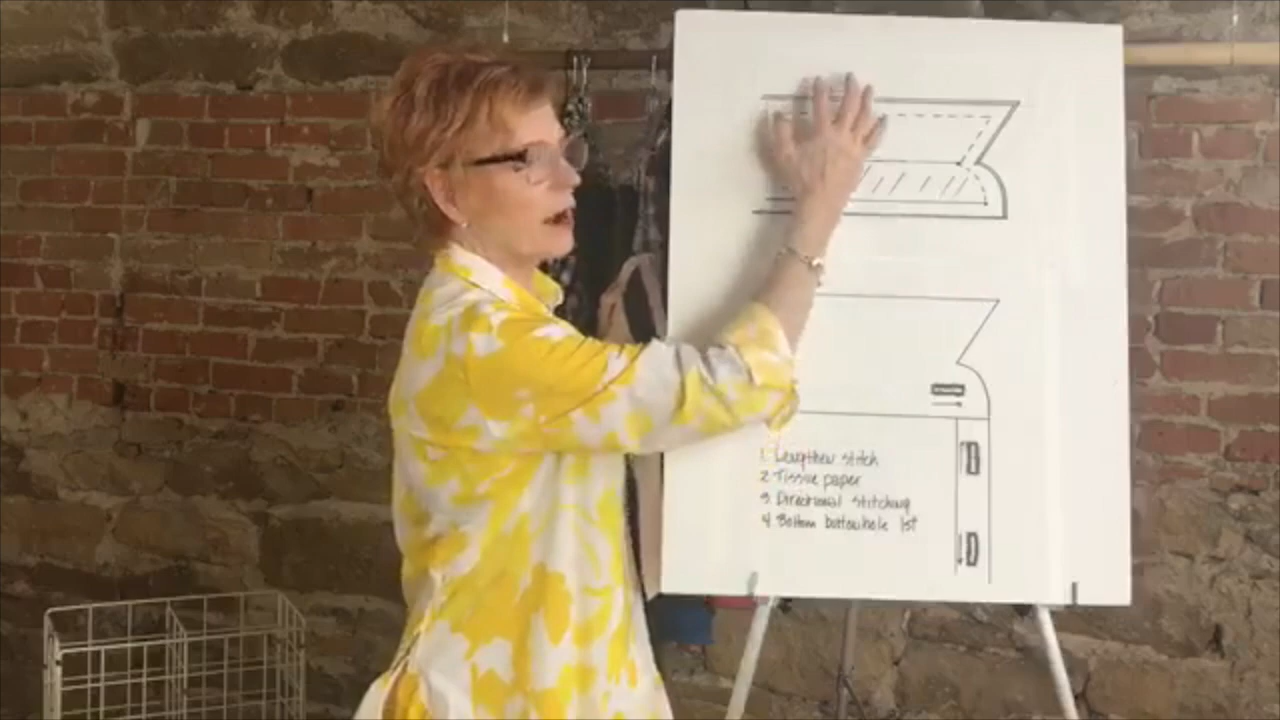 1 Lengthen stitch
2 Tissue paper
3 Directional stitching
4 Bottom buttonhole 1st